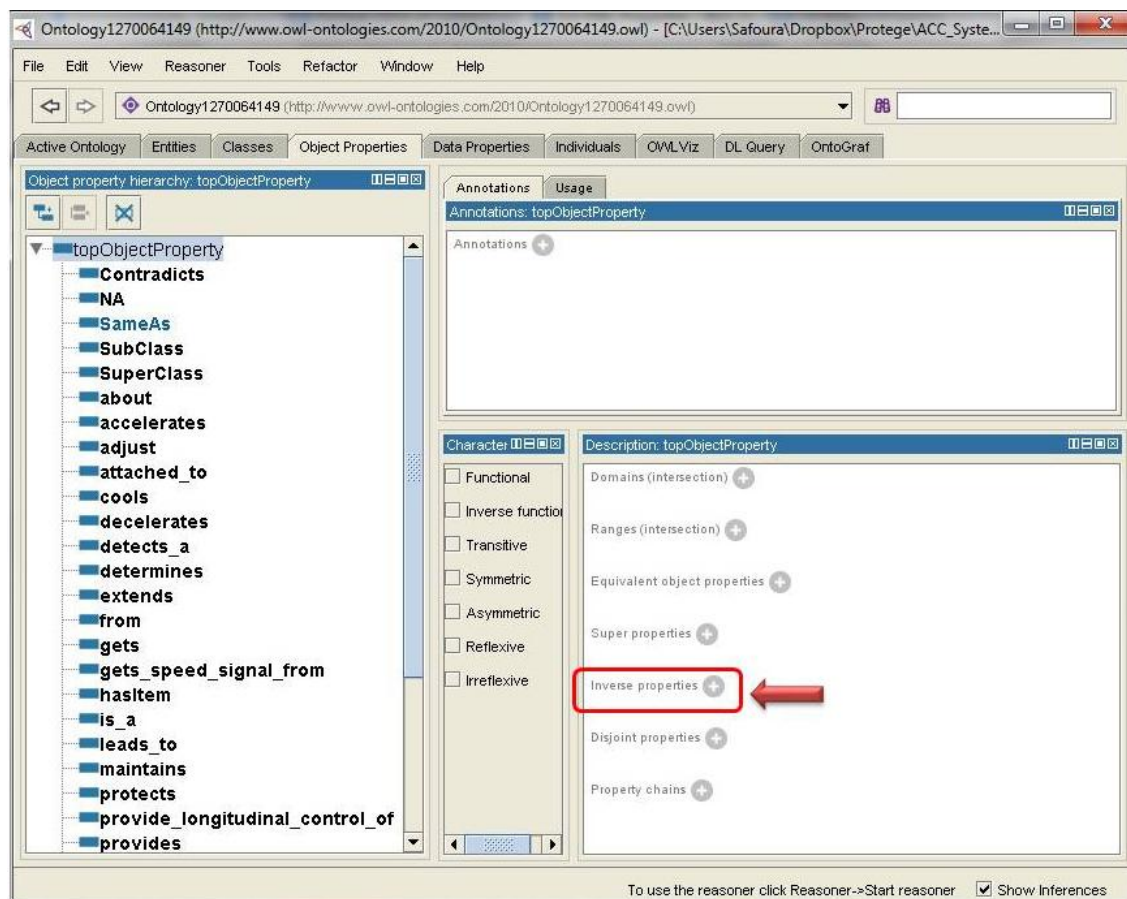 Ontology1270064149 (http://www.owl-ontologies.com/2010/Ontology1270064149.owl) - [C:\Users\Safoura\Dropbox\Protege\ACC_Syste...
File Edit View Reasoner Tools Refactor Window Help
Ontology1270064149 (http://www.owl-ontologies.com/2010/Ontology1270064149.owl)
Active Ontology Entities Classes Object Properties Data Properties Individuals OWLViz DL Query OntoGraf
Object property hierarchy: topObjectProperty
topObjectProperty
Contradicts
NA
SameAs
SubClass
SuperClass
about
accelerates
adjust
attached_to
cools
decelerates
detects_a
determines
extends
from
gets
gets_speed_signal_from
hasItem
is_a
leads_to
maintains
protects
provide_longitudinal_control_of
provides
Annotations Usage
Annotations: topObjectProperty
Annotations
Character
Functional
Inverse function
Transitive
Symmetric
Asymmetric
Reflexive
Irreflexive
Description: topObjectProperty
Domains (intersection)
Ranges (intersection)
Equivalent object properties
Super properties
Inverse properties
Disjoint properties
Property chains
To use the reasoner click Reasoner->Start reasoner Show Inferences